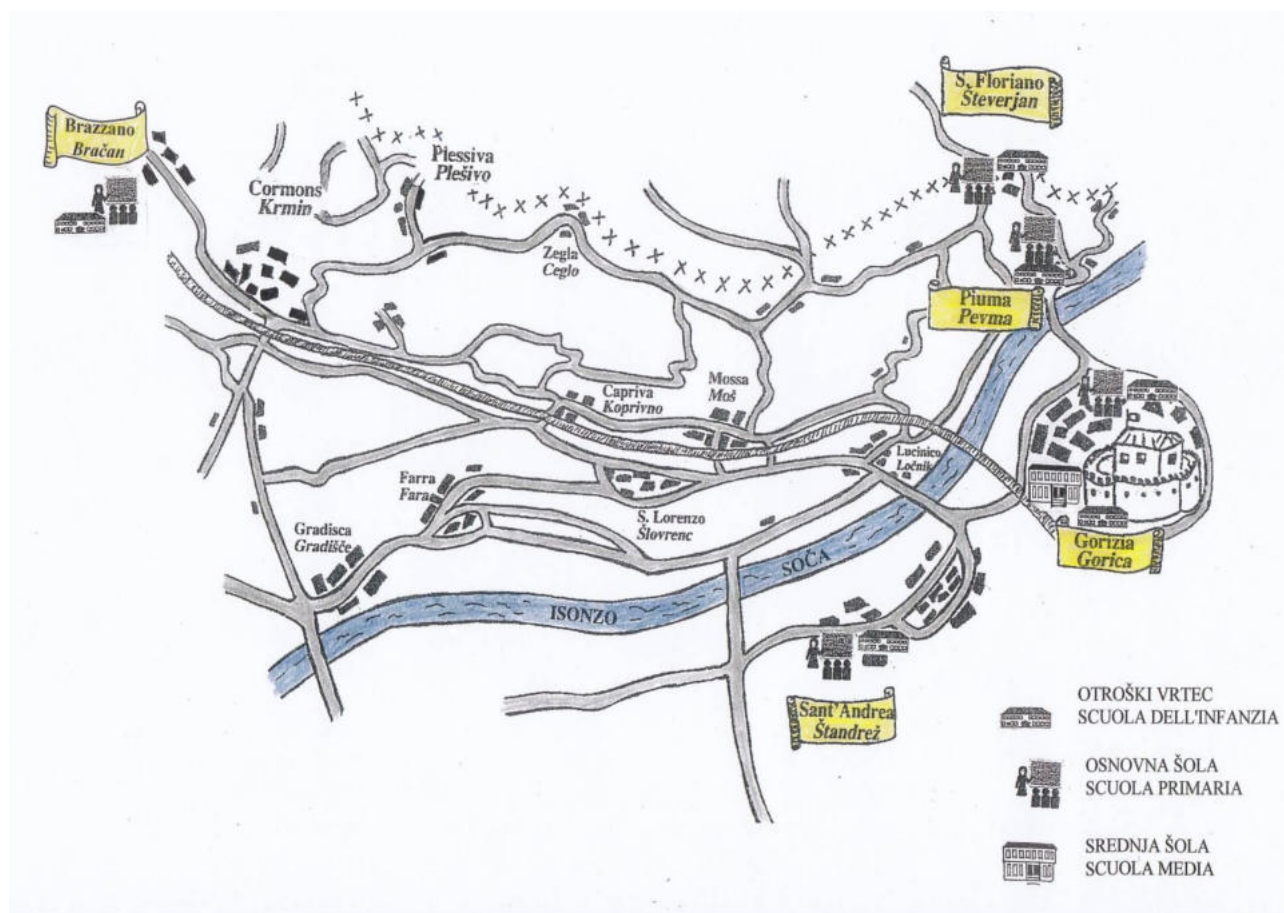 S. Floriano
Števerjan
Brazzano
Bračan
Plessiva
Plešivo
Cormons
Krmin
Zegla
Ceglo
Piuma
Pevma
Capriva
Koprivno
Mossa
Moš
Lucinico
Ločnik
Farra
Fara
S. Lorenzo
Šlovrenc
Gradisca
Gradišče
Gorizia
Gorica
SOČA
ISONZO
Sant'Andrea
Štandrež
OTROŠKI VRTEC
SCUOLA DELL'INFANZIA
OSNOVNA ŠOLA
SCUOLA PRIMARIA
SREDNJA ŠOLA
SCUOLA MEDIA